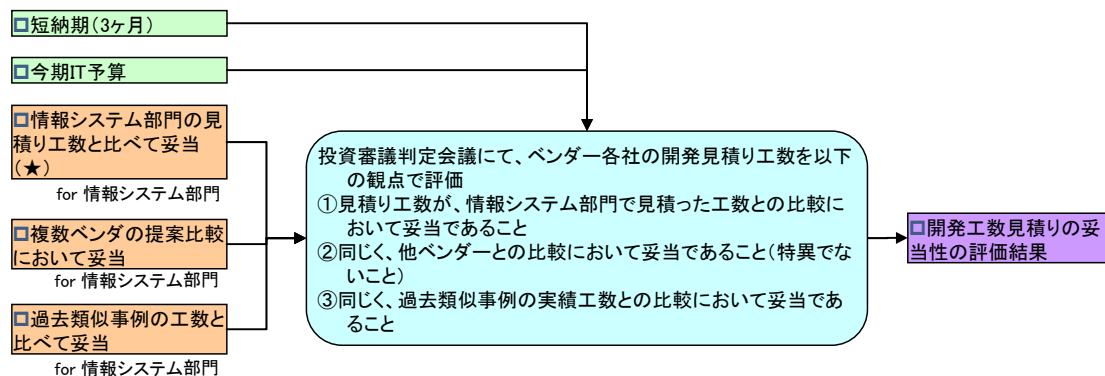 □短納期(3ヶ月)
□今期IT予算
□情報システム部門の見
積り工数と比べて妥当
(★)
for 情報システム部門
□複数ベンダの提案比較
において妥当
for 情報システム部門
□過去類似事例の工数と
比べて妥当
for 情報システム部門
投資審議判定会議にて、ベンダー各社の開発見積り工数を以下
の観点で評価
①見積り工数が、情報システム部門で見積った工数との比較に
おいて妥当であること
②同じく、他ベンダーとの比較において妥当であること(特異でな
いこと)
③同じく、過去類似事例の実績工数との比較において妥当であ
ること
□開発工数見積りの妥
当性の評価結果